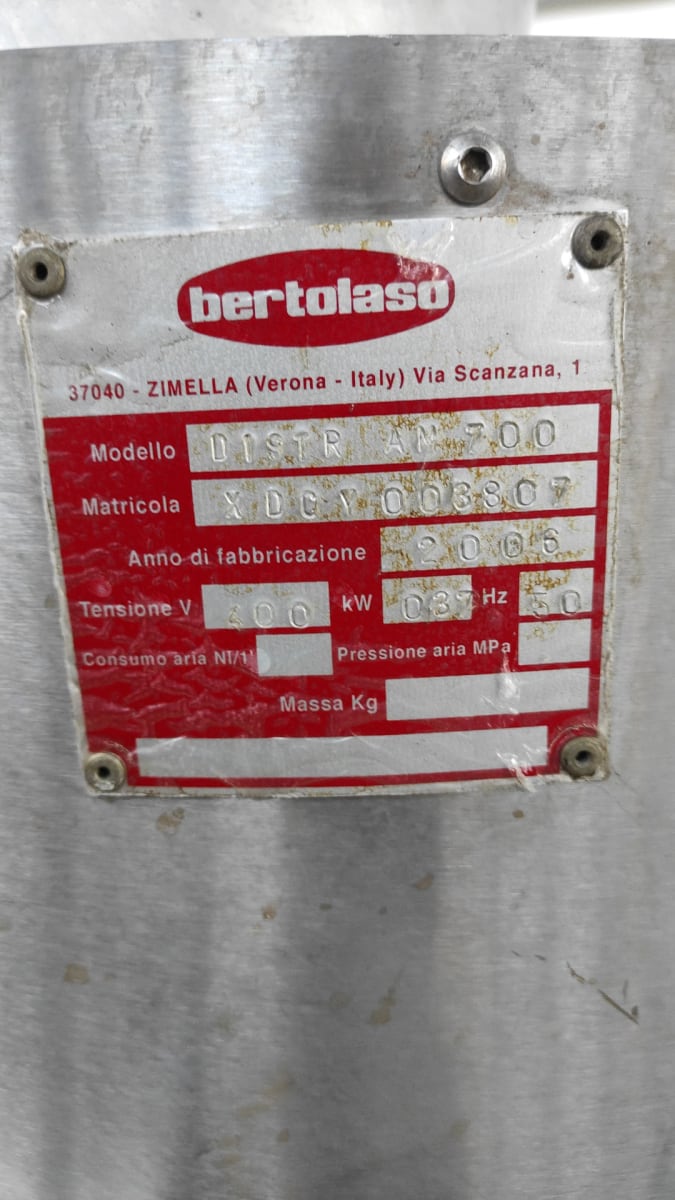 bertolaso
37040 - ZIMELLA (Verona - Italy) Via Scanzana, 1
Modello DISTR AM 700
Matricola XDCY003807
Anno di fabbricazione 2006
Tensione V 400 kW 037 Hz 50
Consumo aria Nl/1' Pressione aria MPa
Massa Kg